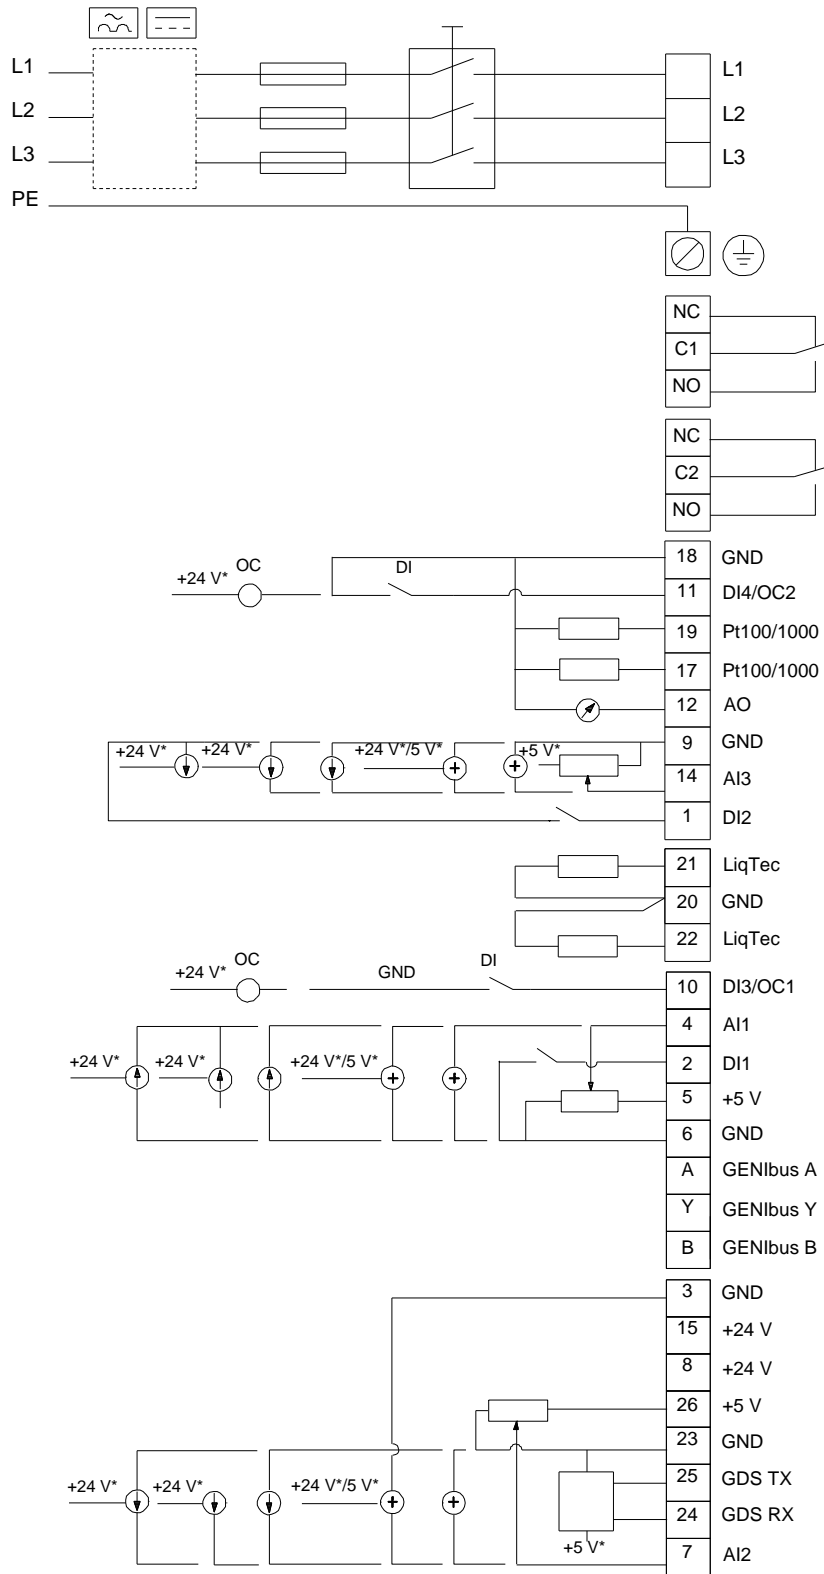 L1 L1
L2 L2
L3 L3
PE
NC
C1
NO
NC
C2
NO
18 GND
+24 V* OC DI 11 DI4/OC2
19 Pt100/1000
17 Pt100/1000
12 AO
9 GND
+24 V* +24 V* +24 V*/5 V* +5 V*
14 AI3
1 DI2
21 LiqTec
20 GND
22 LiqTec
+24 V* OC GND DI 10 DI3/OC1
4 AI1
+24 V* +24 V* +24 V*/5 V* 2 DI1
5 +5 V
6 GND
A GENIbus A
Y GENIbus Y
B GENIbus B
3 GND
15 +24 V
8 +24 V
26 +5 V
23 GND
25 GDS TX
+24 V* +24 V* +24 V*/5 V*
24 GDS RX
+5 V*
7 AI2